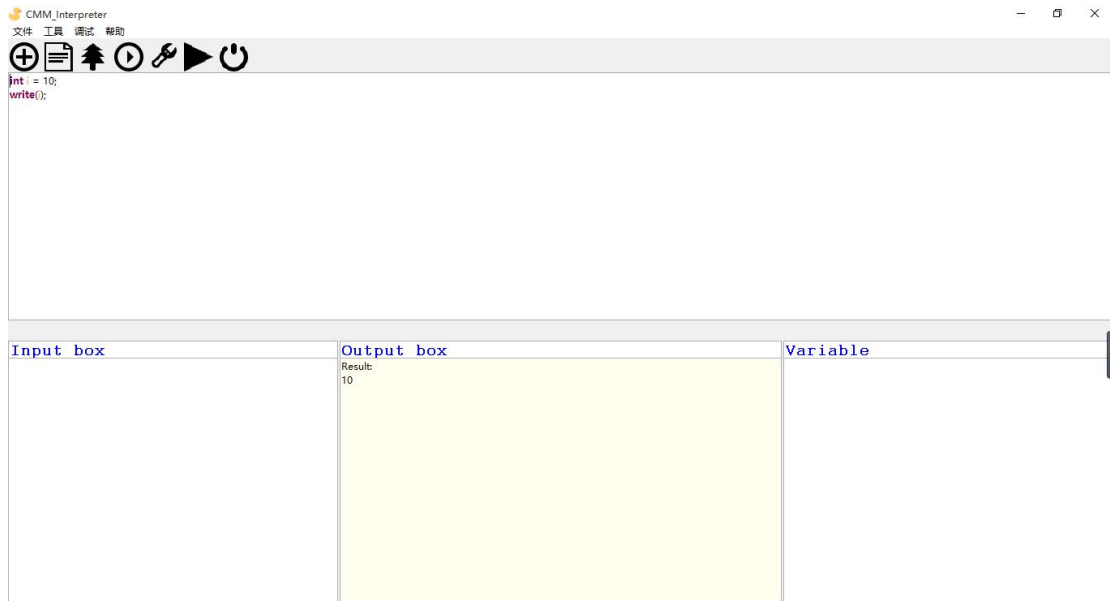 CMM_Interpreter
文件 工具 调试 帮助
int i = 10;
write(i);
Input box
Output box
Variable
Result:
10